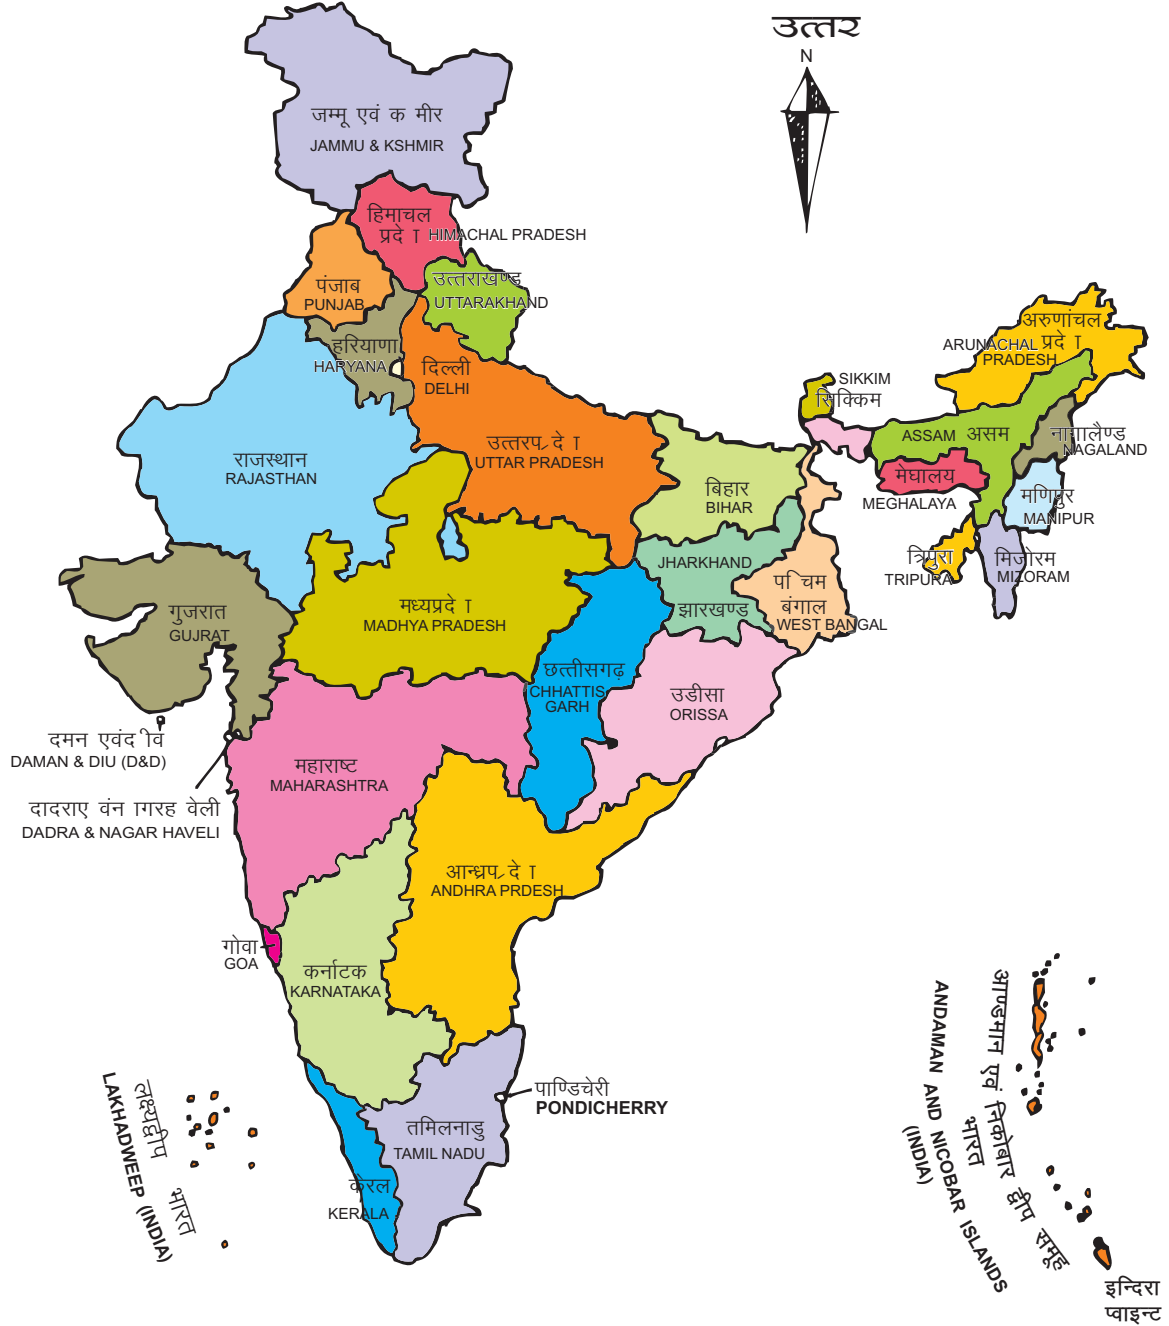 उत्तर
N
जम्मू एवं क मीर
JAMMU & KSHMIR
हिमाचल
प्रदे ा HIMACHAL PRADESH
पंजाब
PUNJAB
उत्तराखण्ड
UTTARAKHAND
हरियाणा
HARYANA
दिल्ली
DELHI
अरुणांचल
ARUNACHAL प्रदे ा
PRADESH
SIKKIM
सिक्किम
ASSAM असम
नागालैण्ड
NAGALAND
मेघालय
MEGHALAYA
मणिपुर
MANIPUR
त्रिपुरा
TRIPURA
मिजोरम
MIZORAM
राजस्थान
RAJASTHAN
उत्तरप्रदे ा
UTTAR PRADESH
बिहार
BIHAR
JHARKHAND
झारखण्ड
पचिम
बंगाल
WEST BANGAL
गुजरात
GUJRAT
मध्यप्रदे ा
MADHYA PRADESH
छत्तीसगढ़
CHHATTIS
GARH
उडीसा
ORISSA
दमन एवंद ीव
DAMAN & DIU (D&D)
दादराए वंन ागरह वेली
DADRA & NAGAR HAVELI
महाराष्ट
MAHARASHTRA
आन्ध्रप्रदे ा
ANDHRA PRDESH
गोवा
GOA
कर्नाटक
KARNATAKA
पाण्डिचेरी
PONDICHERRY
तमिलनाडु
TAMIL NADU
केरल
KERALA
लक्ष्यद्वीप भारत
LAKHADWEEP (INDIA)
आण्डमान एवं निकोबार द्वीप समूह
भारत
ANDAMAN AND NICOBAR ISLANDS
(INDIA)
इन्दिरा
प्वाइन्ट